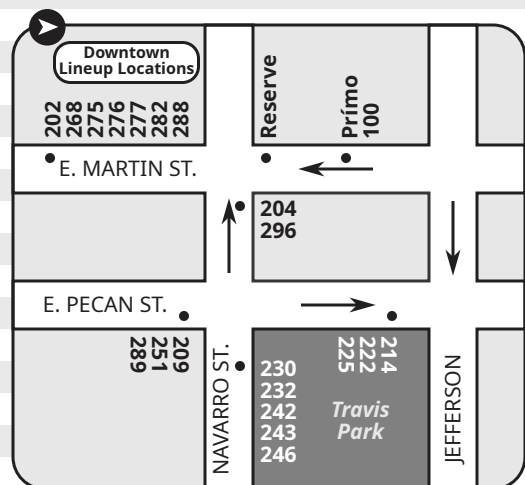 Downtown
Lineup Locations
202
268
275
276
277
282
288
Reserve
Prímo
100
E. MARTIN ST.
204
296
E. PECAN ST.
289
251
209
NAVARRO ST.
230
232
242
243
246
225
222
214
Travis
Park
JEFFERSON